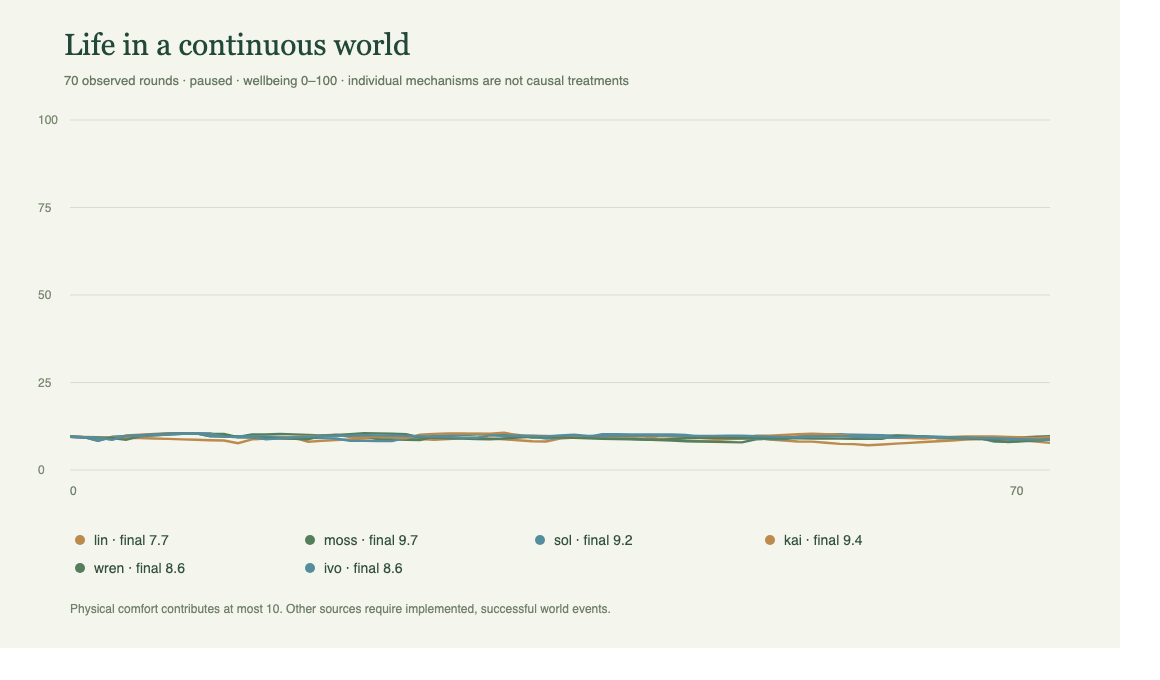 Life in a continuous world
70 observed rounds · paused · wellbeing 0–100 · individual mechanisms are not causal treatments
100
75
50
25
0
0 70
lin · final 7.7 moss · final 9.7 sol · final 9.2 kai · final 9.4
wren · final 8.6 ivo · final 8.6
Physical comfort contributes at most 10. Other sources require implemented, successful world events.